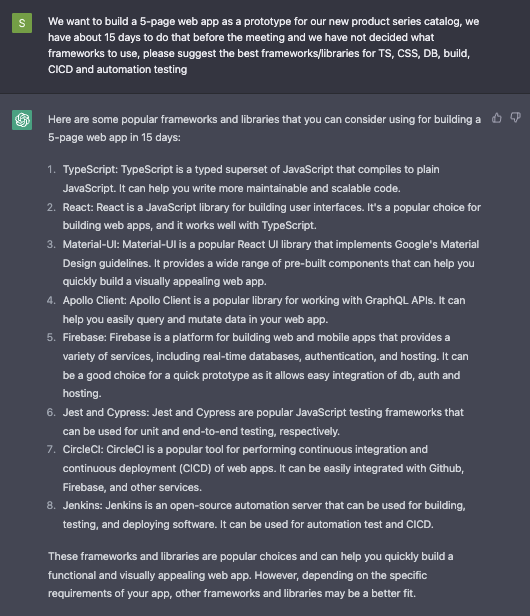 S
We want to build a 5-page web app as a prototype for our new product series catalog, we
have about 15 days to do that before the meeting and we have not decided what
frameworks to use, please suggest the best frameworks/libraries for TS, CSS, DB, build,
CICD and automation testing
Here are some popular frameworks and libraries that you can consider using for building a
5-page web app in 15 days:
1. TypeScript: TypeScript is a typed superset of JavaScript that compiles to plain
JavaScript. It can help you write more maintainable and scalable code.
2. React: React is a JavaScript library for building user interfaces. It's a popular choice for
building web apps, and it works well with TypeScript.
3. Material-UI: Material-UI is a popular React UI library that implements Google's Material
Design guidelines. It provides a wide range of pre-built components that can help you
quickly build a visually appealing web app.
4. Apollo Client: Apollo Client is a popular library for working with GraphQL APIs. It can
help you easily query and mutate data in your web app.
5. Firebase: Firebase is a platform for building web and mobile apps that provides a
variety of services, including real-time databases, authentication, and hosting. It can
be a good choice for a quick prototype as it allows easy integration of db, auth and
hosting.
6. Jest and Cypress: Jest and Cypress are popular JavaScript testing frameworks that
can be used for unit and end-to-end testing, respectively.
7. CircleCI: CircleCI is a popular tool for performing continuous integration and
continuous deployment (CICD) of web apps. It can be easily integrated with Github,
Firebase, and other services.
8. Jenkins: Jenkins is an open-source automation server that can be used for building,
testing, and deploying software. It can be used for automation test and CICD.
These frameworks and libraries are popular choices and can help you quickly build a
functional and visually appealing web app. However, depending on the specific
requirements of your app, other frameworks and libraries may be a better fit.